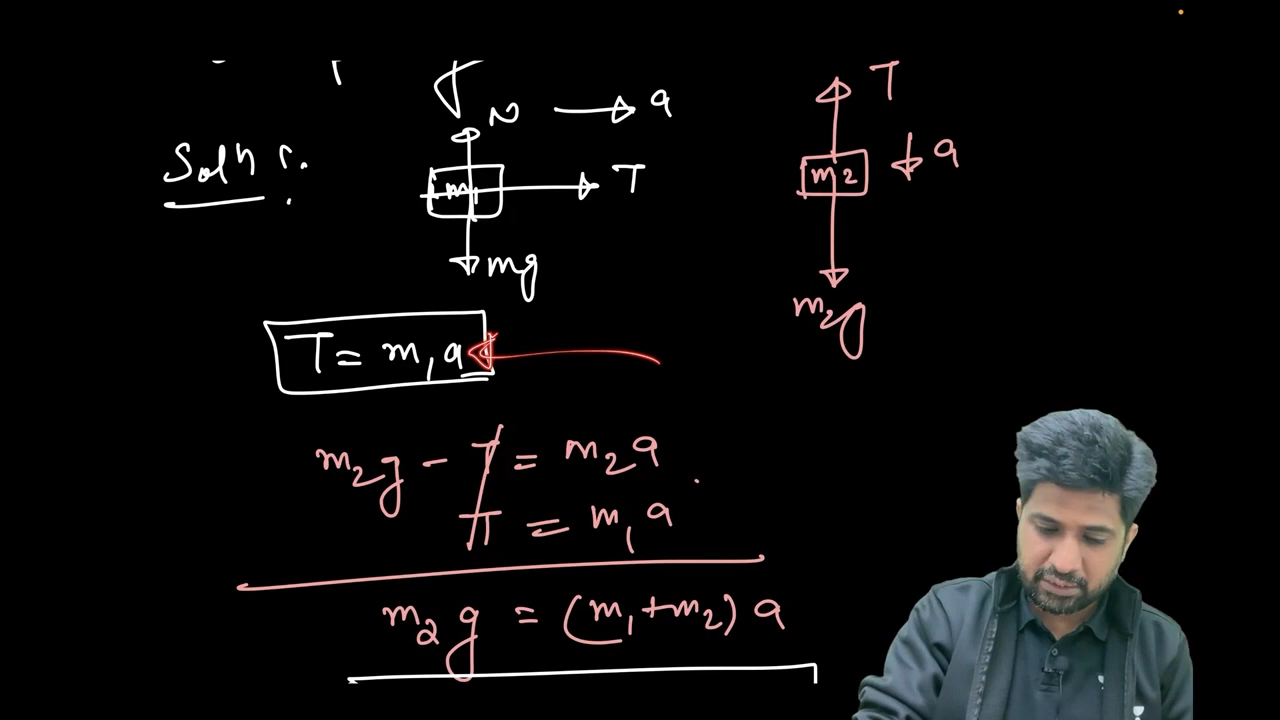 N → a
Soln :.
m1
T
mg
T
m2
a
m2g
T = m1a
m2g - T = m2a
T = m1a
m2g = (m1+m2) a